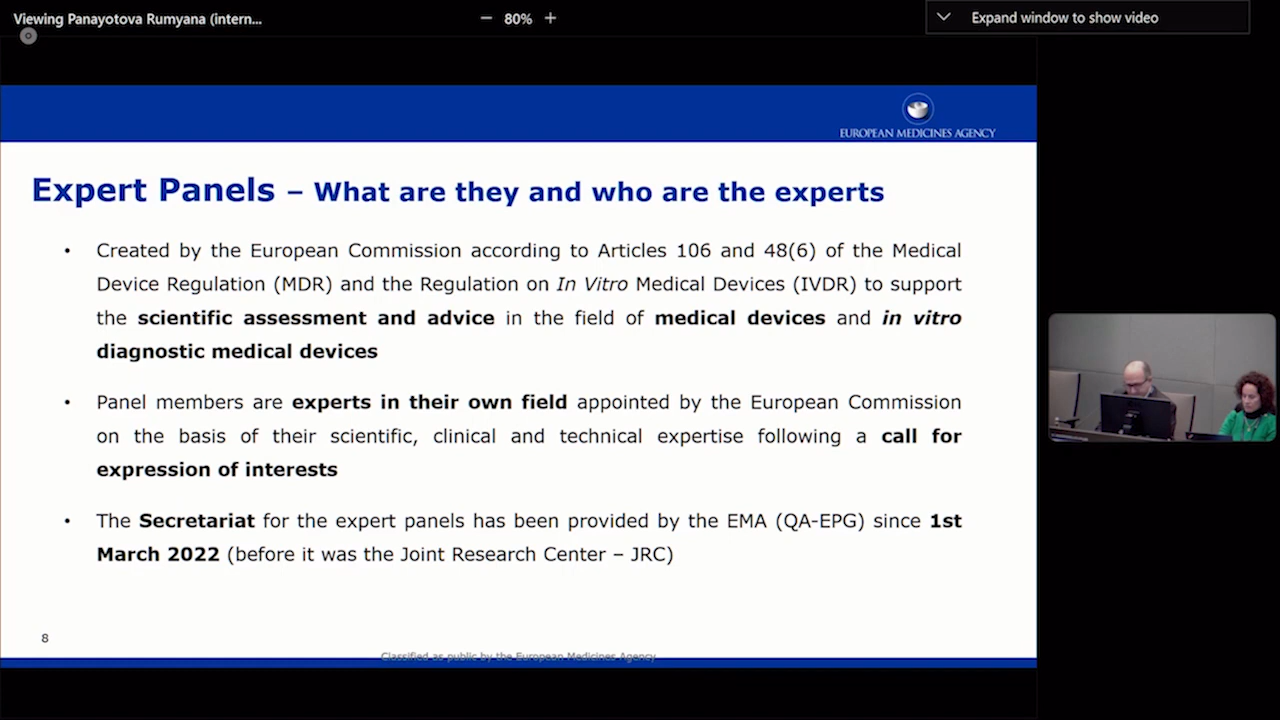 Viewing Panayotova Rumyana (intern...
80%
Expand window to show video
EUROPEAN MEDICINES AGENCY
Expert Panels – What are they and who are the experts
• Created by the European Commission according to Articles 106 and 48(6) of the Medical
Device Regulation (MDR) and the Regulation on In Vitro Medical Devices (IVDR) to support
the scientific assessment and advice in the field of medical devices and in vitro
diagnostic medical devices
• Panel members are experts in their own field appointed by the European Commission
on the basis of their scientific, clinical and technical expertise following a call for
expression of interests
• The Secretariat for the expert panels has been provided by the EMA (QA-EPG) since 1st
March 2022 (before it was the Joint Research Center – JRC)
8
Classified as public by the European Medicines Agency